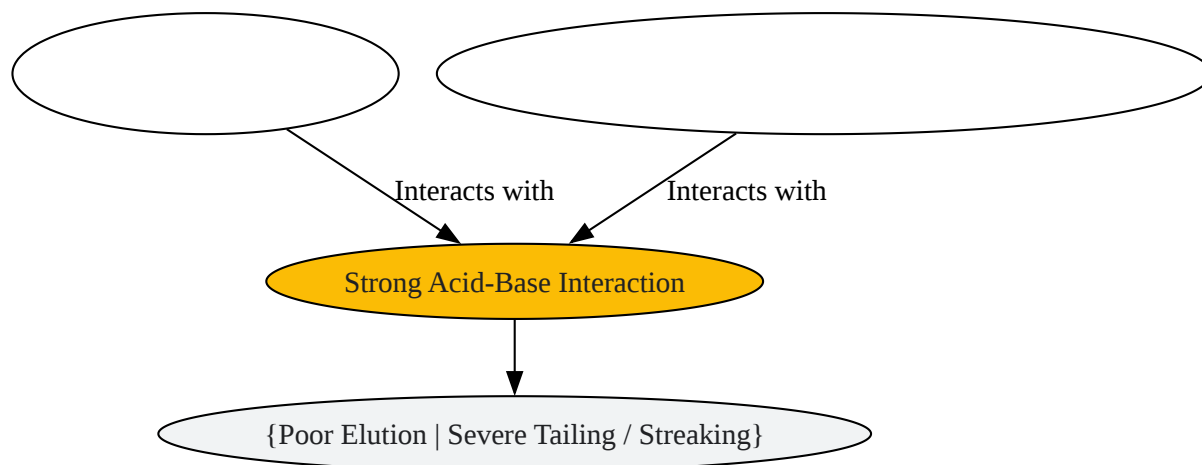 Interacts with
Interacts with
Strong Acid-Base Interaction
{Poor Elution | Severe Tailing / Streaking}